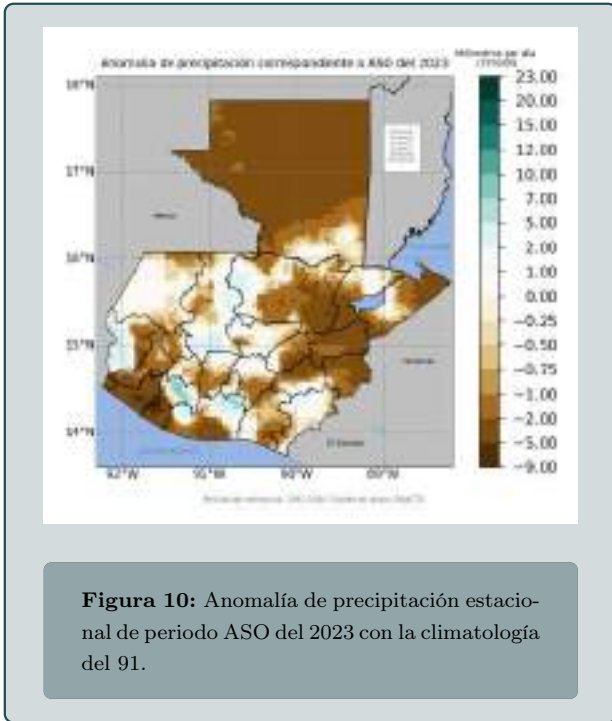 Anomalía de precipitación correspondiente a ASO del 2023
Milímetros por día
18°N
17°N
16°N
15°N
14°N
92°W
91°W
90°W
89°W
México
Honduras
El Salvador
23.00
20.00
15.00
12.00
10.00
7.00
5.00
2.00
1.00
0.00
−0.25
−0.50
−0.75
−1.00
−2.00
−5.00
−9.00
Figura 10: Anomalía de precipitación estacio-
nal de periodo ASO del 2023 con la climatología
del 91.